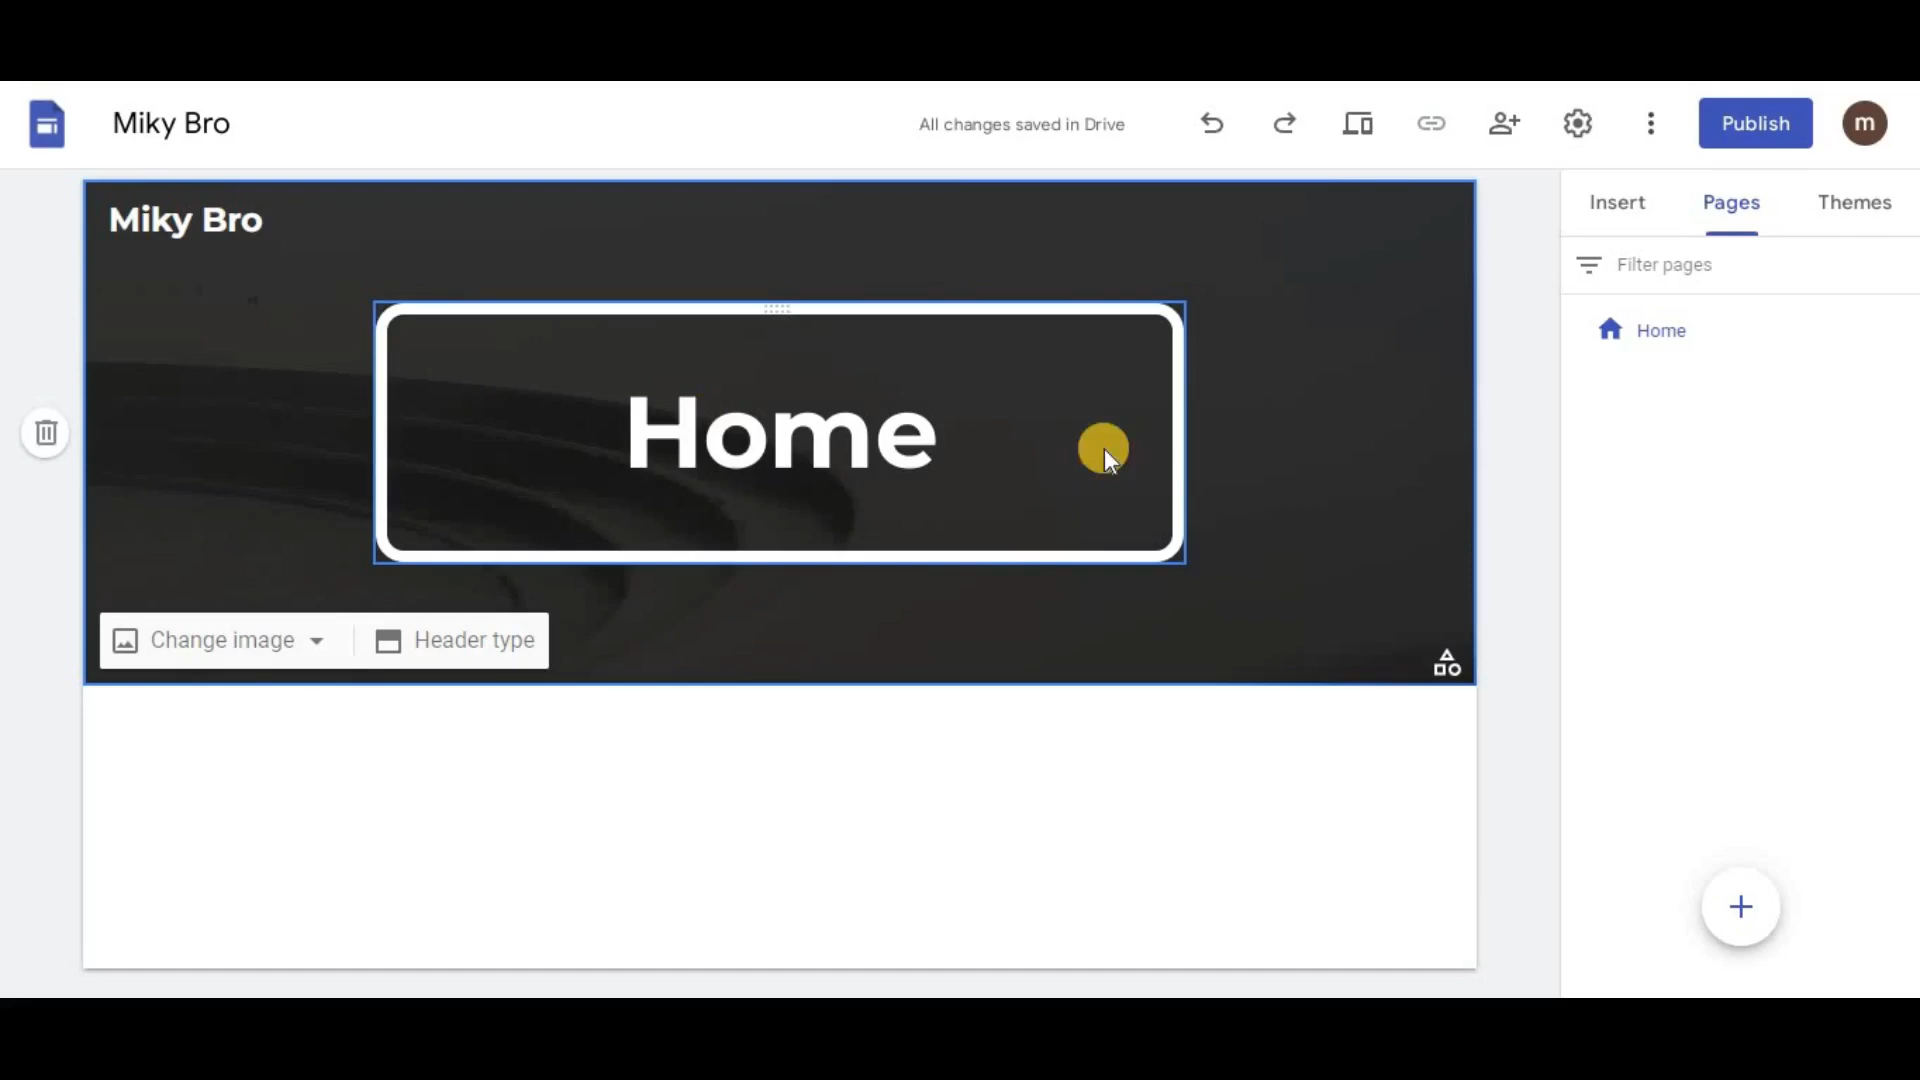 Miky Bro
All changes saved in Drive
Publish
m
Insert
Pages
Themes
Filter pages
Home
Miky Bro
Home
Change image
Header type